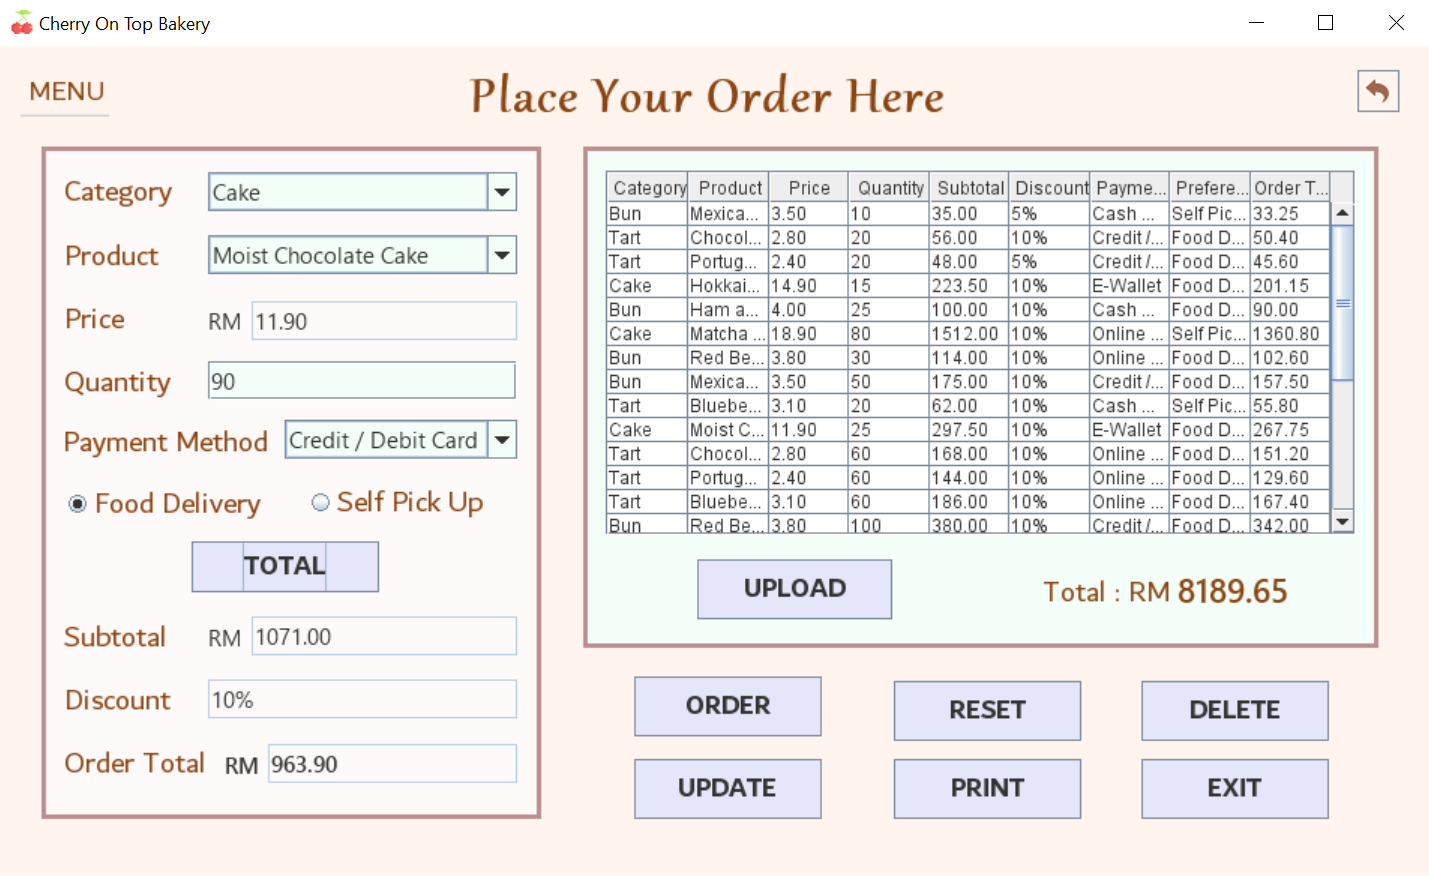 Cherry On Top Bakery
MENU
Place Your Order Here
Category Cake
Product Moist Chocolate Cake
Price RM 11.90
Quantity 90
Payment Method Credit / Debit Card
Food Delivery Self Pick Up
TOTAL
Subtotal RM 1071.00
Discount 10%
Order Total RM 963.90
Category Product Price Quantity Subtotal Discount Payme... Prefere... Order T...
Bun Mexica... 3.50 10 35.00 5% Cash ... Self Pic... 33.25
Tart Chocol... 2.80 20 56.00 10% Credit /... Food D... 50.40
Tart Portug... 2.40 20 48.00 5% Credit /... Food D... 45.60
Cake Hokkai... 14.90 15 223.50 10% E-Wallet Food D... 201.15
Bun Ham a... 4.00 25 100.00 10% Cash ... Food D... 90.00
Cake Matcha ... 18.90 80 1512.00 10% Online ... Self Pic... 1360.80
Bun Red Be... 3.80 30 114.00 10% Online ... Food D... 102.60
Bun Mexica... 3.50 50 175.00 10% Credit /... Food D... 157.50
Tart Bluebe... 3.10 20 62.00 10% Cash ... Self Pic... 55.80
Cake Moist C... 11.90 25 297.50 10% E-Wallet Food D... 267.75
Tart Chocol... 2.80 60 168.00 10% Online ... Food D... 151.20
Tart Portug... 2.40 60 144.00 10% Online ... Food D... 129.60
Tart Bluebe... 3.10 60 186.00 10% Online ... Food D... 167.40
Bun Red Be... 3.80 100 380.00 10% Credit /... Food D... 342.00
UPLOAD
Total : RM 8189.65
ORDER RESET DELETE
UPDATE PRINT EXIT